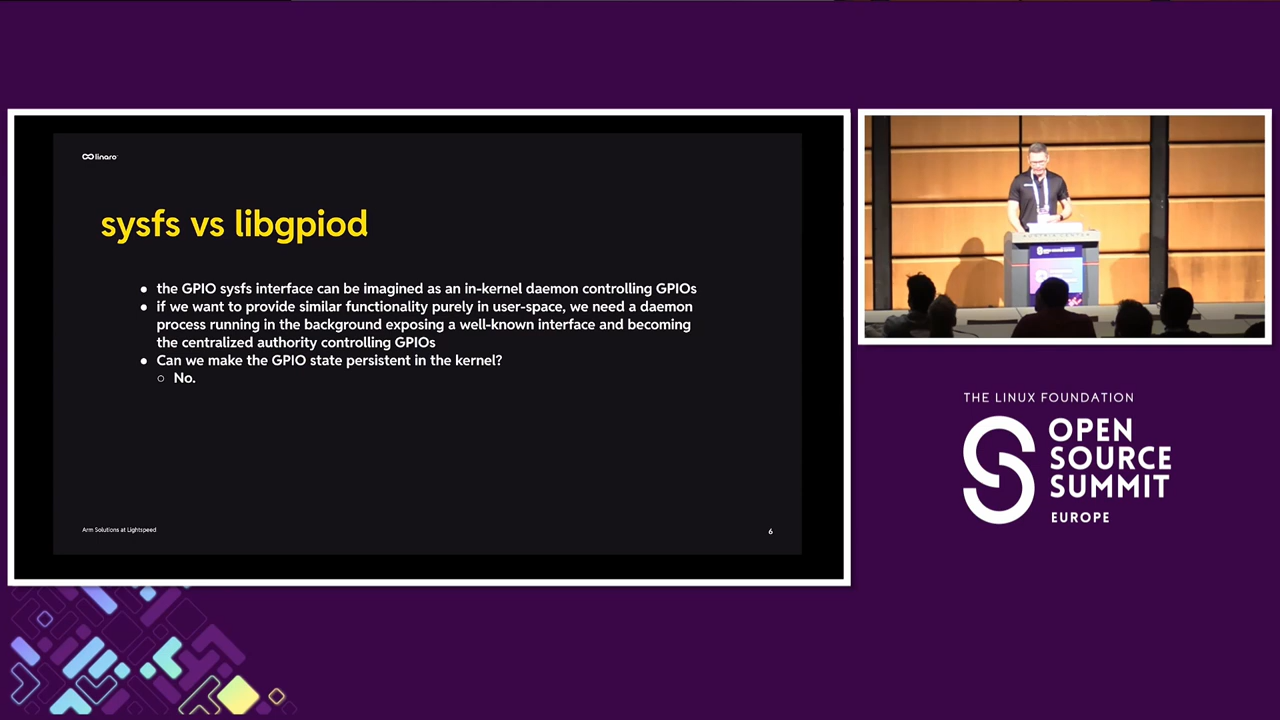 linaro
sysfs vs libgpiod
● the GPIO sysfs interface can be imagined as an in-kernel daemon controlling GPIOs
● if we want to provide similar functionality purely in user-space, we need a daemon
process running in the background exposing a well-known interface and becoming
the centralized authority controlling GPIOs
● Can we make the GPIO state persistent in the kernel?
○ No.
Arm Solutions at Lightspeed
6
THE LINUX FOUNDATION
OPEN
SOURCE
SUMMIT
EUROPE